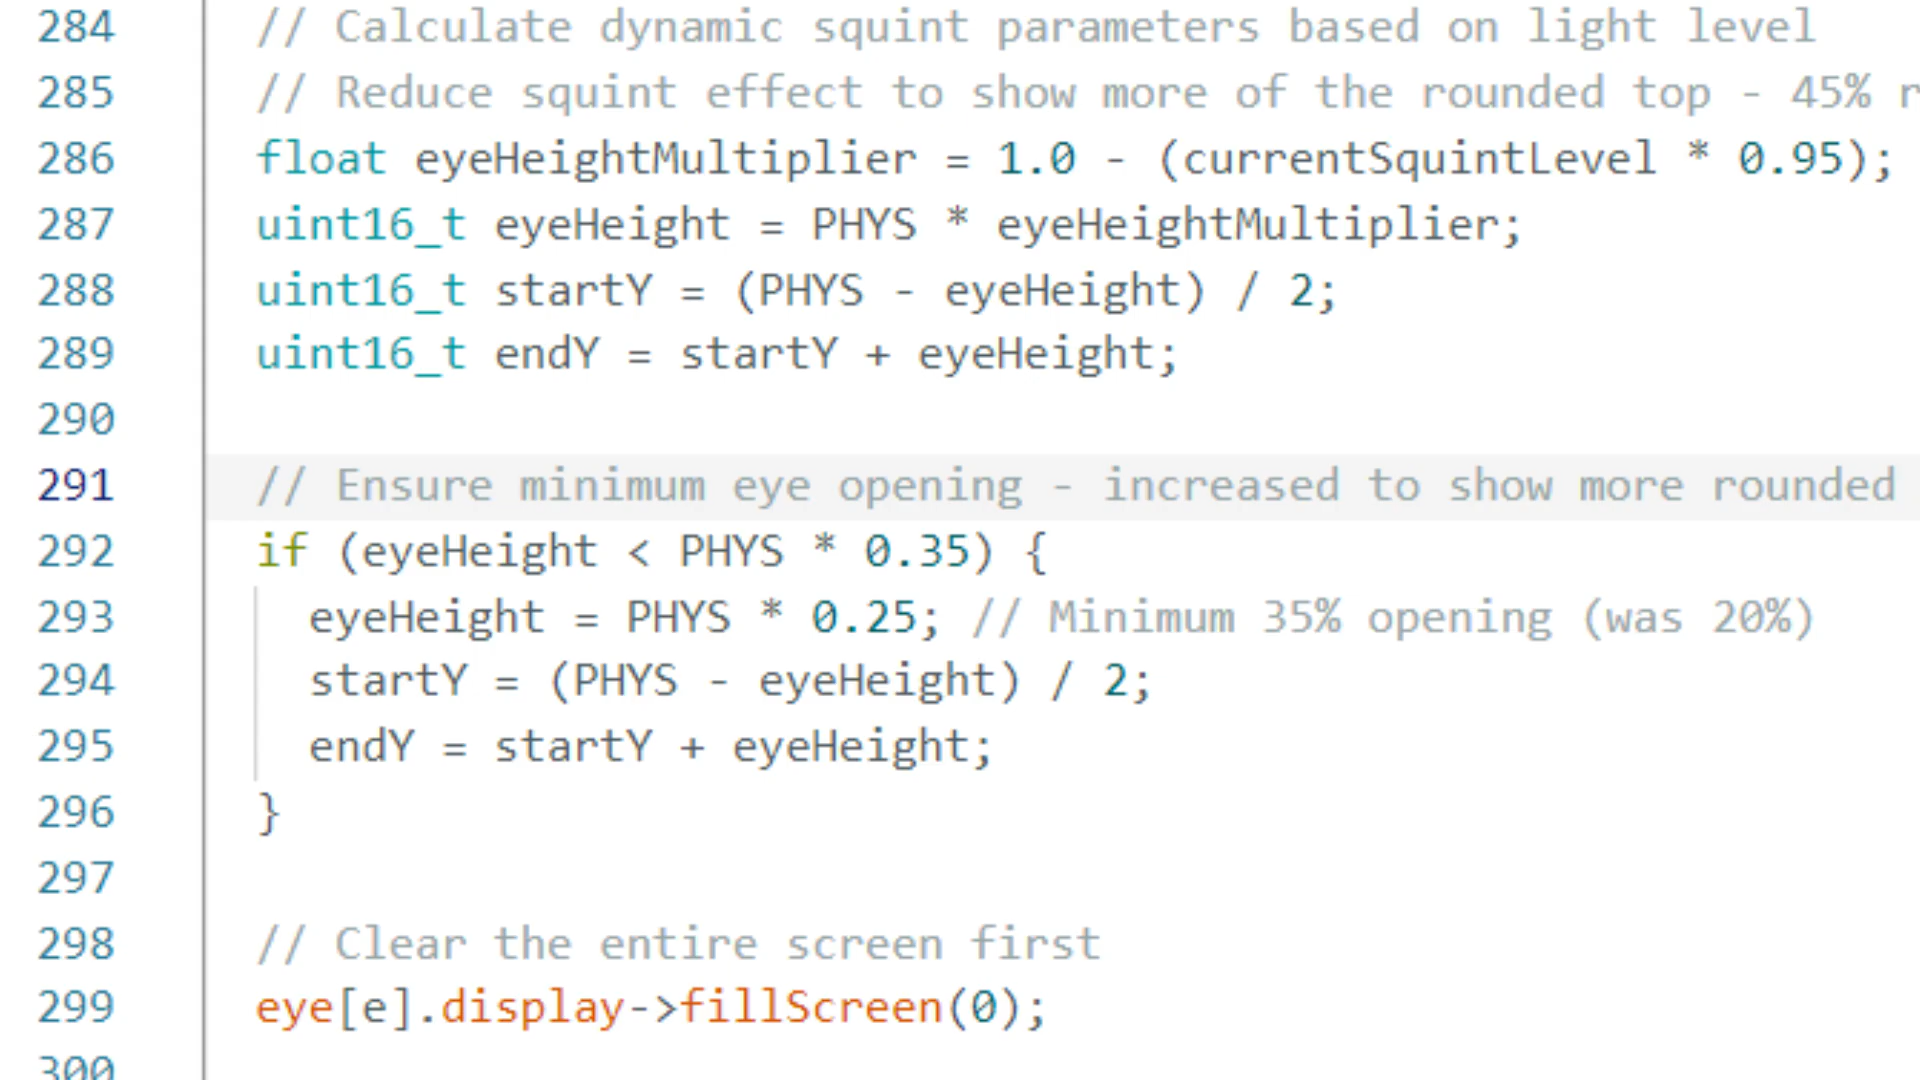 284 // Calculate dynamic squint parameters based on light level
285 // Reduce squint effect to show more of the rounded top - 45% r
286 float eyeHeightMultiplier = 1.0 - (currentSquintLevel * 0.95);
287 uint16_t eyeHeight = PHYS * eyeHeightMultiplier;
288 uint16_t startY = (PHYS - eyeHeight) / 2;
289 uint16_t endY = startY + eyeHeight;
290
291 // Ensure minimum eye opening - increased to show more rounded
292 if (eyeHeight < PHYS * 0.35) {
293 eyeHeight = PHYS * 0.25; // Minimum 35% opening (was 20%)
294 startY = (PHYS - eyeHeight) / 2;
295 endY = startY + eyeHeight;
296 }
297
298 // Clear the entire screen first
299 eye[e].display->fillScreen(0);
300